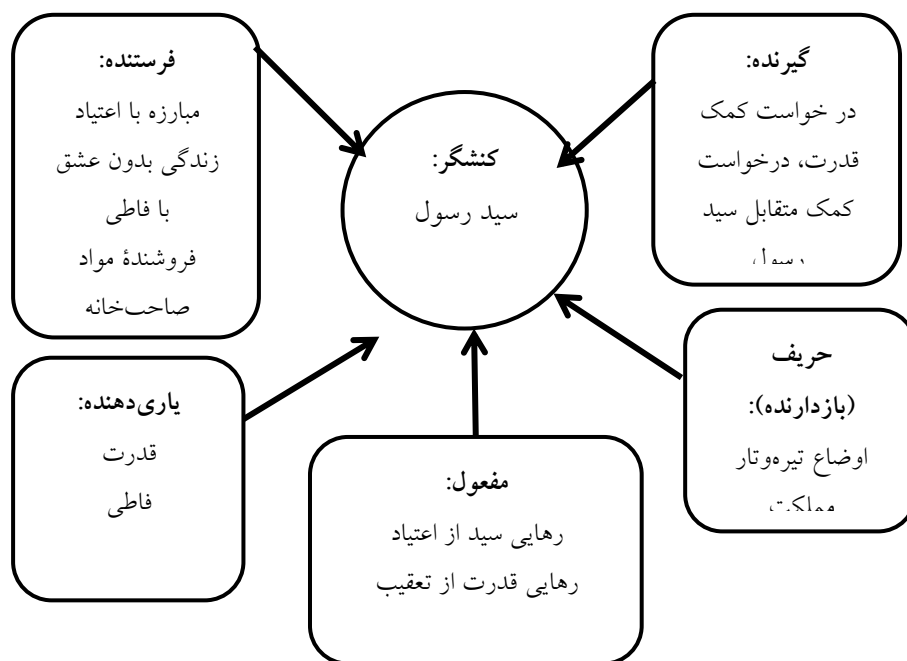 گیرنده:
در خواست کمک
قدرت، درخواست
کمک متقابل سید
رسول
فرستنده:
مبارزه با اعتیاد
زندگی بدون عشق
با فاطی
فروشندهٔ مواد
صاحب‌خانه
کنشگر:
سید رسول
حریف
(بازدارنده):
اوضاع تیره‌وتار
مملکت
یاری‌دهنده:
قدرت
فاطی
مفعول:
رهایی سید از اعتیاد
رهایی قدرت از تعقیب